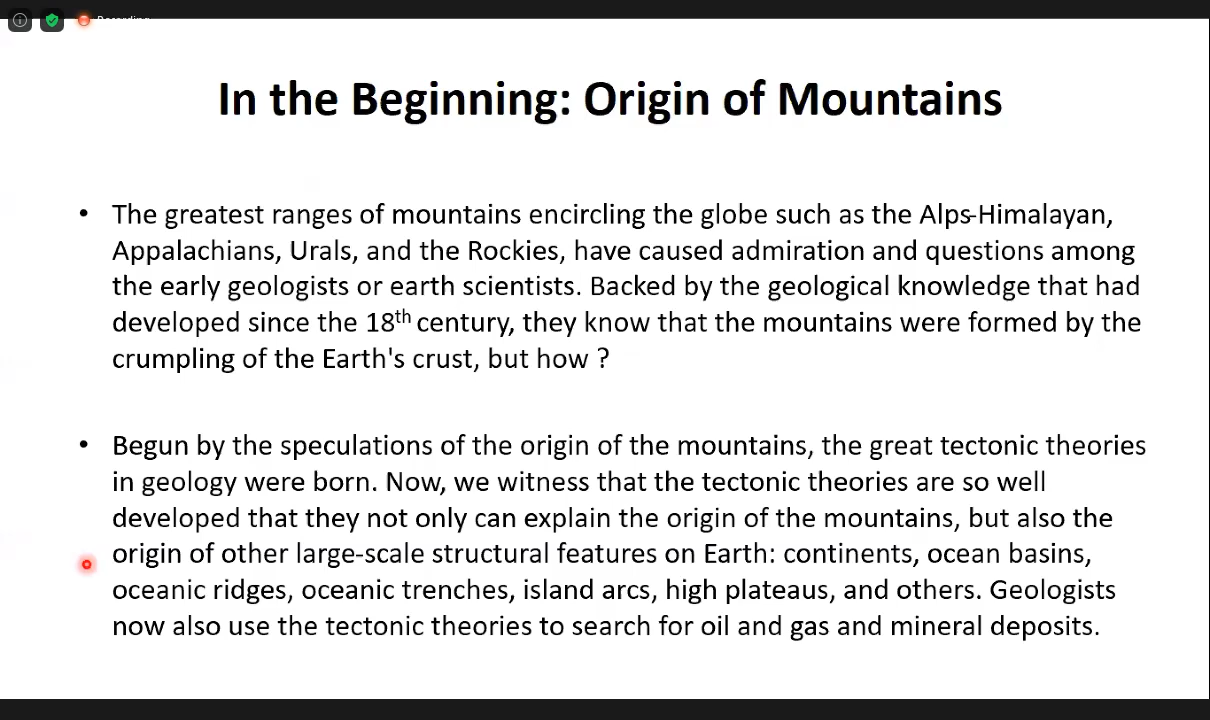 Recording
In the Beginning: Origin of Mountains
• The greatest ranges of mountains encircling the globe such as the Alps-Himalayan,
Appalachians, Urals, and the Rockies, have caused admiration and questions among
the early geologists or earth scientists. Backed by the geological knowledge that had
developed since the 18th century, they know that the mountains were formed by the
crumpling of the Earth's crust, but how ?
• Begun by the speculations of the origin of the mountains, the great tectonic theories
in geology were born. Now, we witness that the tectonic theories are so well
developed that they not only can explain the origin of the mountains, but also the
origin of other large-scale structural features on Earth: continents, ocean basins,
oceanic ridges, oceanic trenches, island arcs, high plateaus, and others. Geologists
now also use the tectonic theories to search for oil and gas and mineral deposits.